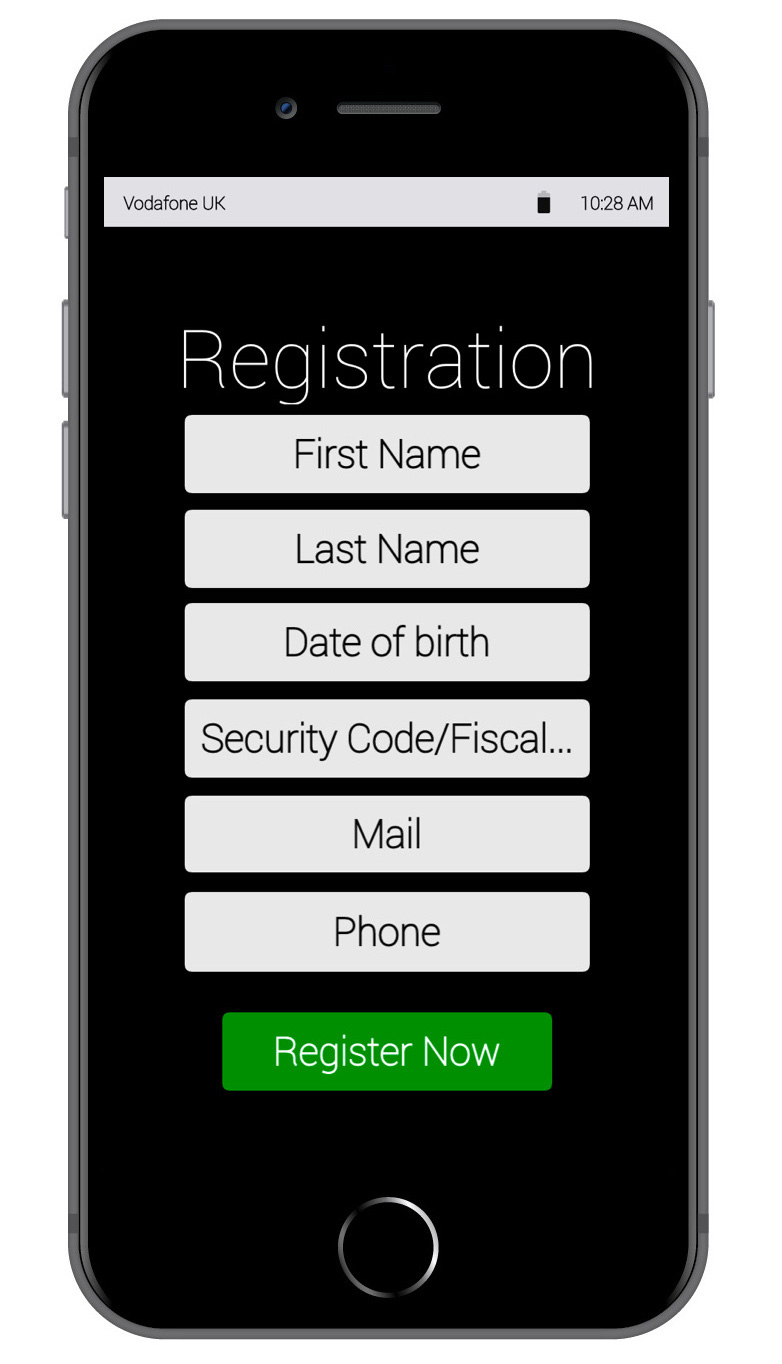 Vodafone UK 10:28 AM
Registration
First Name
Last Name
Date of birth
Security Code/Fiscal...
Mail
Phone
Register Now